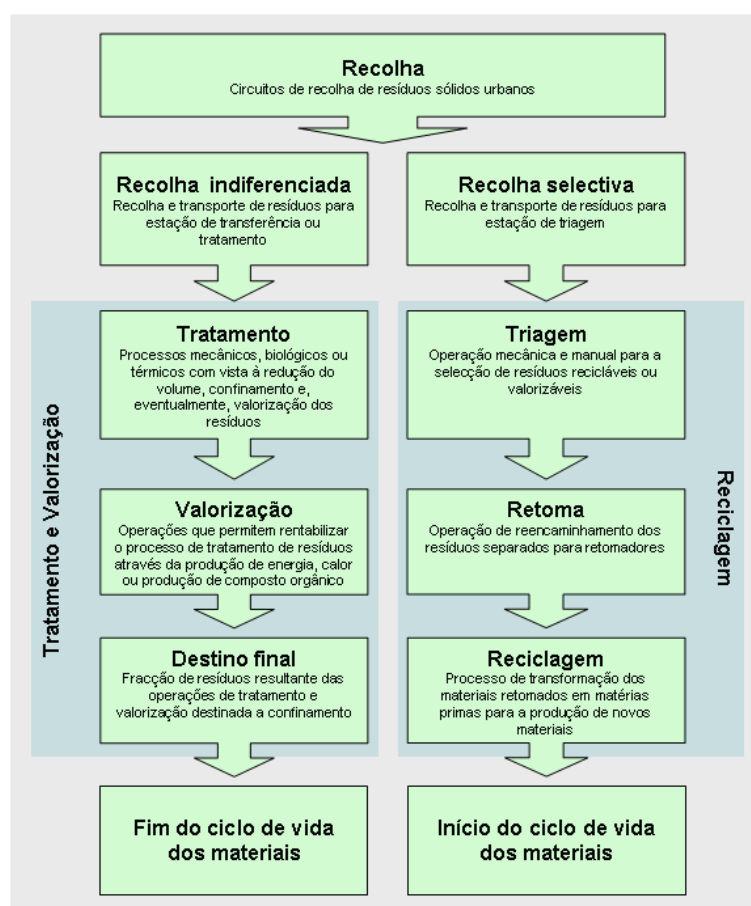 Recolha
Circuitos de recolha de resíduos sólidos urbanos
Recolha indiferenciada
Recolha e transporte de resíduos para
estação de transferência ou
tratamento
Recolha selectiva
Recolha e transporte de resíduos para
estação de triagem
Tratamento e Valorização
Tratamento
Processos mecânicos, biológicos ou
térmicos com vista à redução do
volume, confinamento e,
eventualmente, valorização dos
resíduos
Valorização
Operações que permitem rentabilizar
o processo de tratamento de resíduos
através da produção de energia, calor
ou produção de composto orgânico
Destino final
Fracção de resíduos resultante das
operações de tratamento e
valorização destinada a confinamento
Fim do ciclo de vida
dos materiais
Triagem
Operação mecânica e manual para a
selecção de resíduos recicláveis ou
valorizáveis
Retoma
Operação de reencaminhamento dos
resíduos separados para retomadores
Reciclagem
Processo de transformação dos
materiais retomados em matérias
primas para a produção de novos
materiais
Reciclagem
Início do ciclo de vida
dos materiais